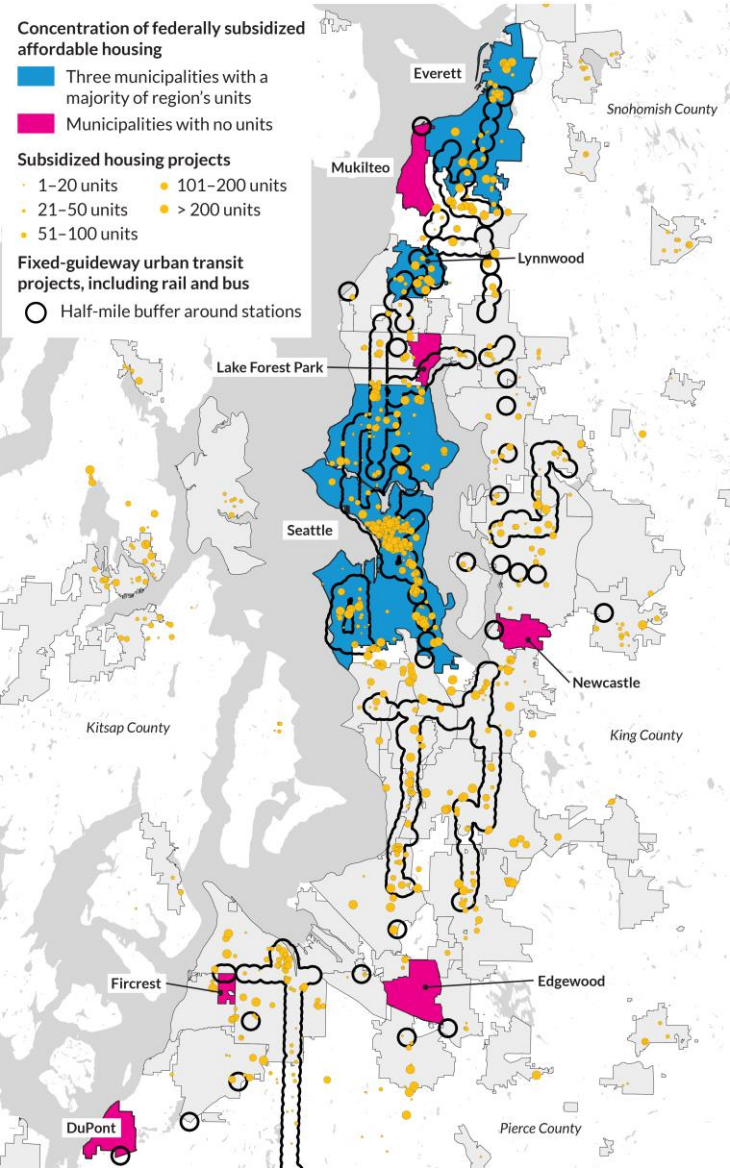 Concentration of federally subsidized
affordable housing
Three municipalities with a
majority of region's units
Municipalities with no units
Subsidized housing projects
1–20 units
101–200 units
21–50 units
> 200 units
51–100 units
Fixed-guideway urban transit
projects, including rail and bus
Half-mile buffer around stations
Everett
Snohomish County
Mukilteo
Lynnwood
Lake Forest Park
Seattle
Newcastle
Kitsap County
King County
Fircrest
Edgewood
DuPont
Pierce County